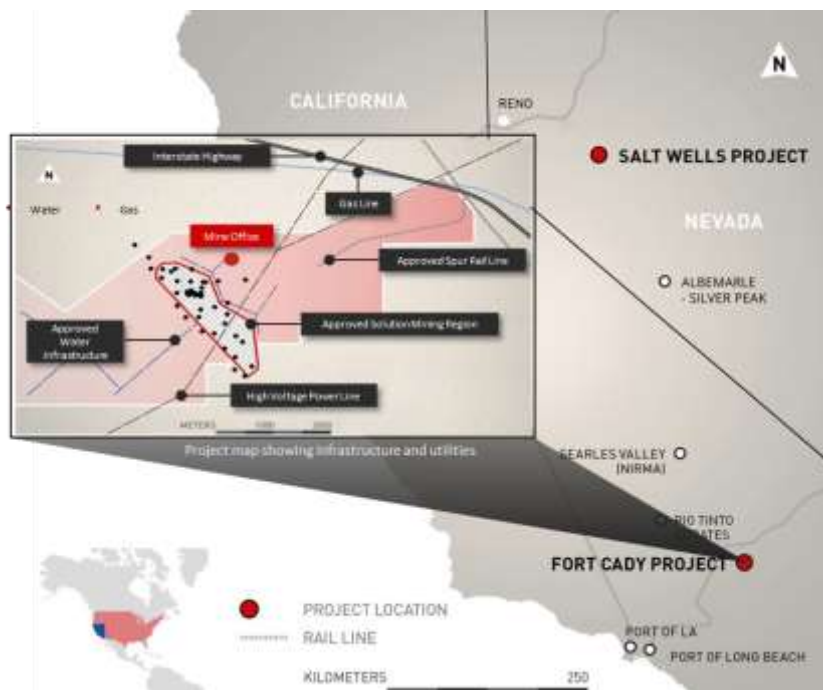 CALIFORNIA
N
RENO
SALT WELLS PROJECT
Interstate Highway
N
Gas Line
NEVADA
Water
Gas
Mine Office
Approved Spur Rail Line
ALBEMARLE
- SILVER PEAK
Approved Solution Mining Region
Approved
Water
Infrastructure
High Voltage Power Line
METERS
Project map showing Infrastructure and utilities
SEARLES VALLEY
(NIRMA)
RIO TINTO
FORT CADY PROJECT
PROJECT LOCATION
RAIL LINE
PORT OF LA
PORT OF LONG BEACH
KILOMETERS
250